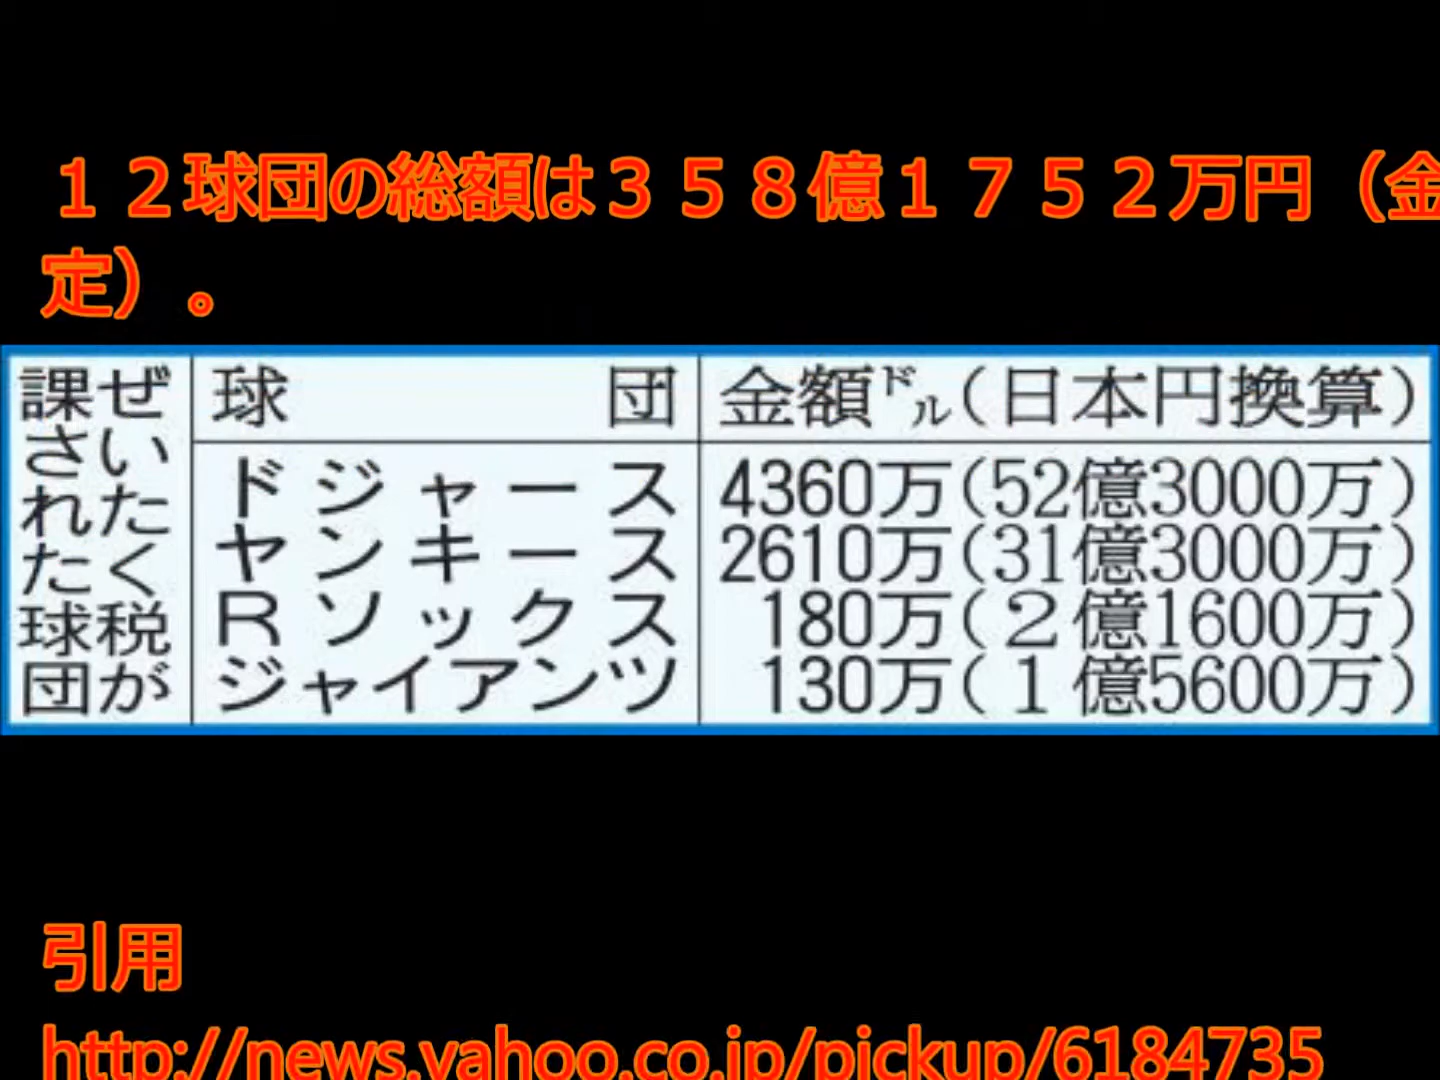 １２球団の総額は３５８億１７５２万円（金
定）。
ぜいたく税が
課された球団
球団 金額ドル(日本円換算)
ドジャース 4360万(52億3000万)
ヤンキース 2610万(31億3000万)
Rソックス 180万(２億1600万)
ジャイアンツ 130万(１億5600万)
引用
http://news.yahoo.co.jp/pickup/6184735